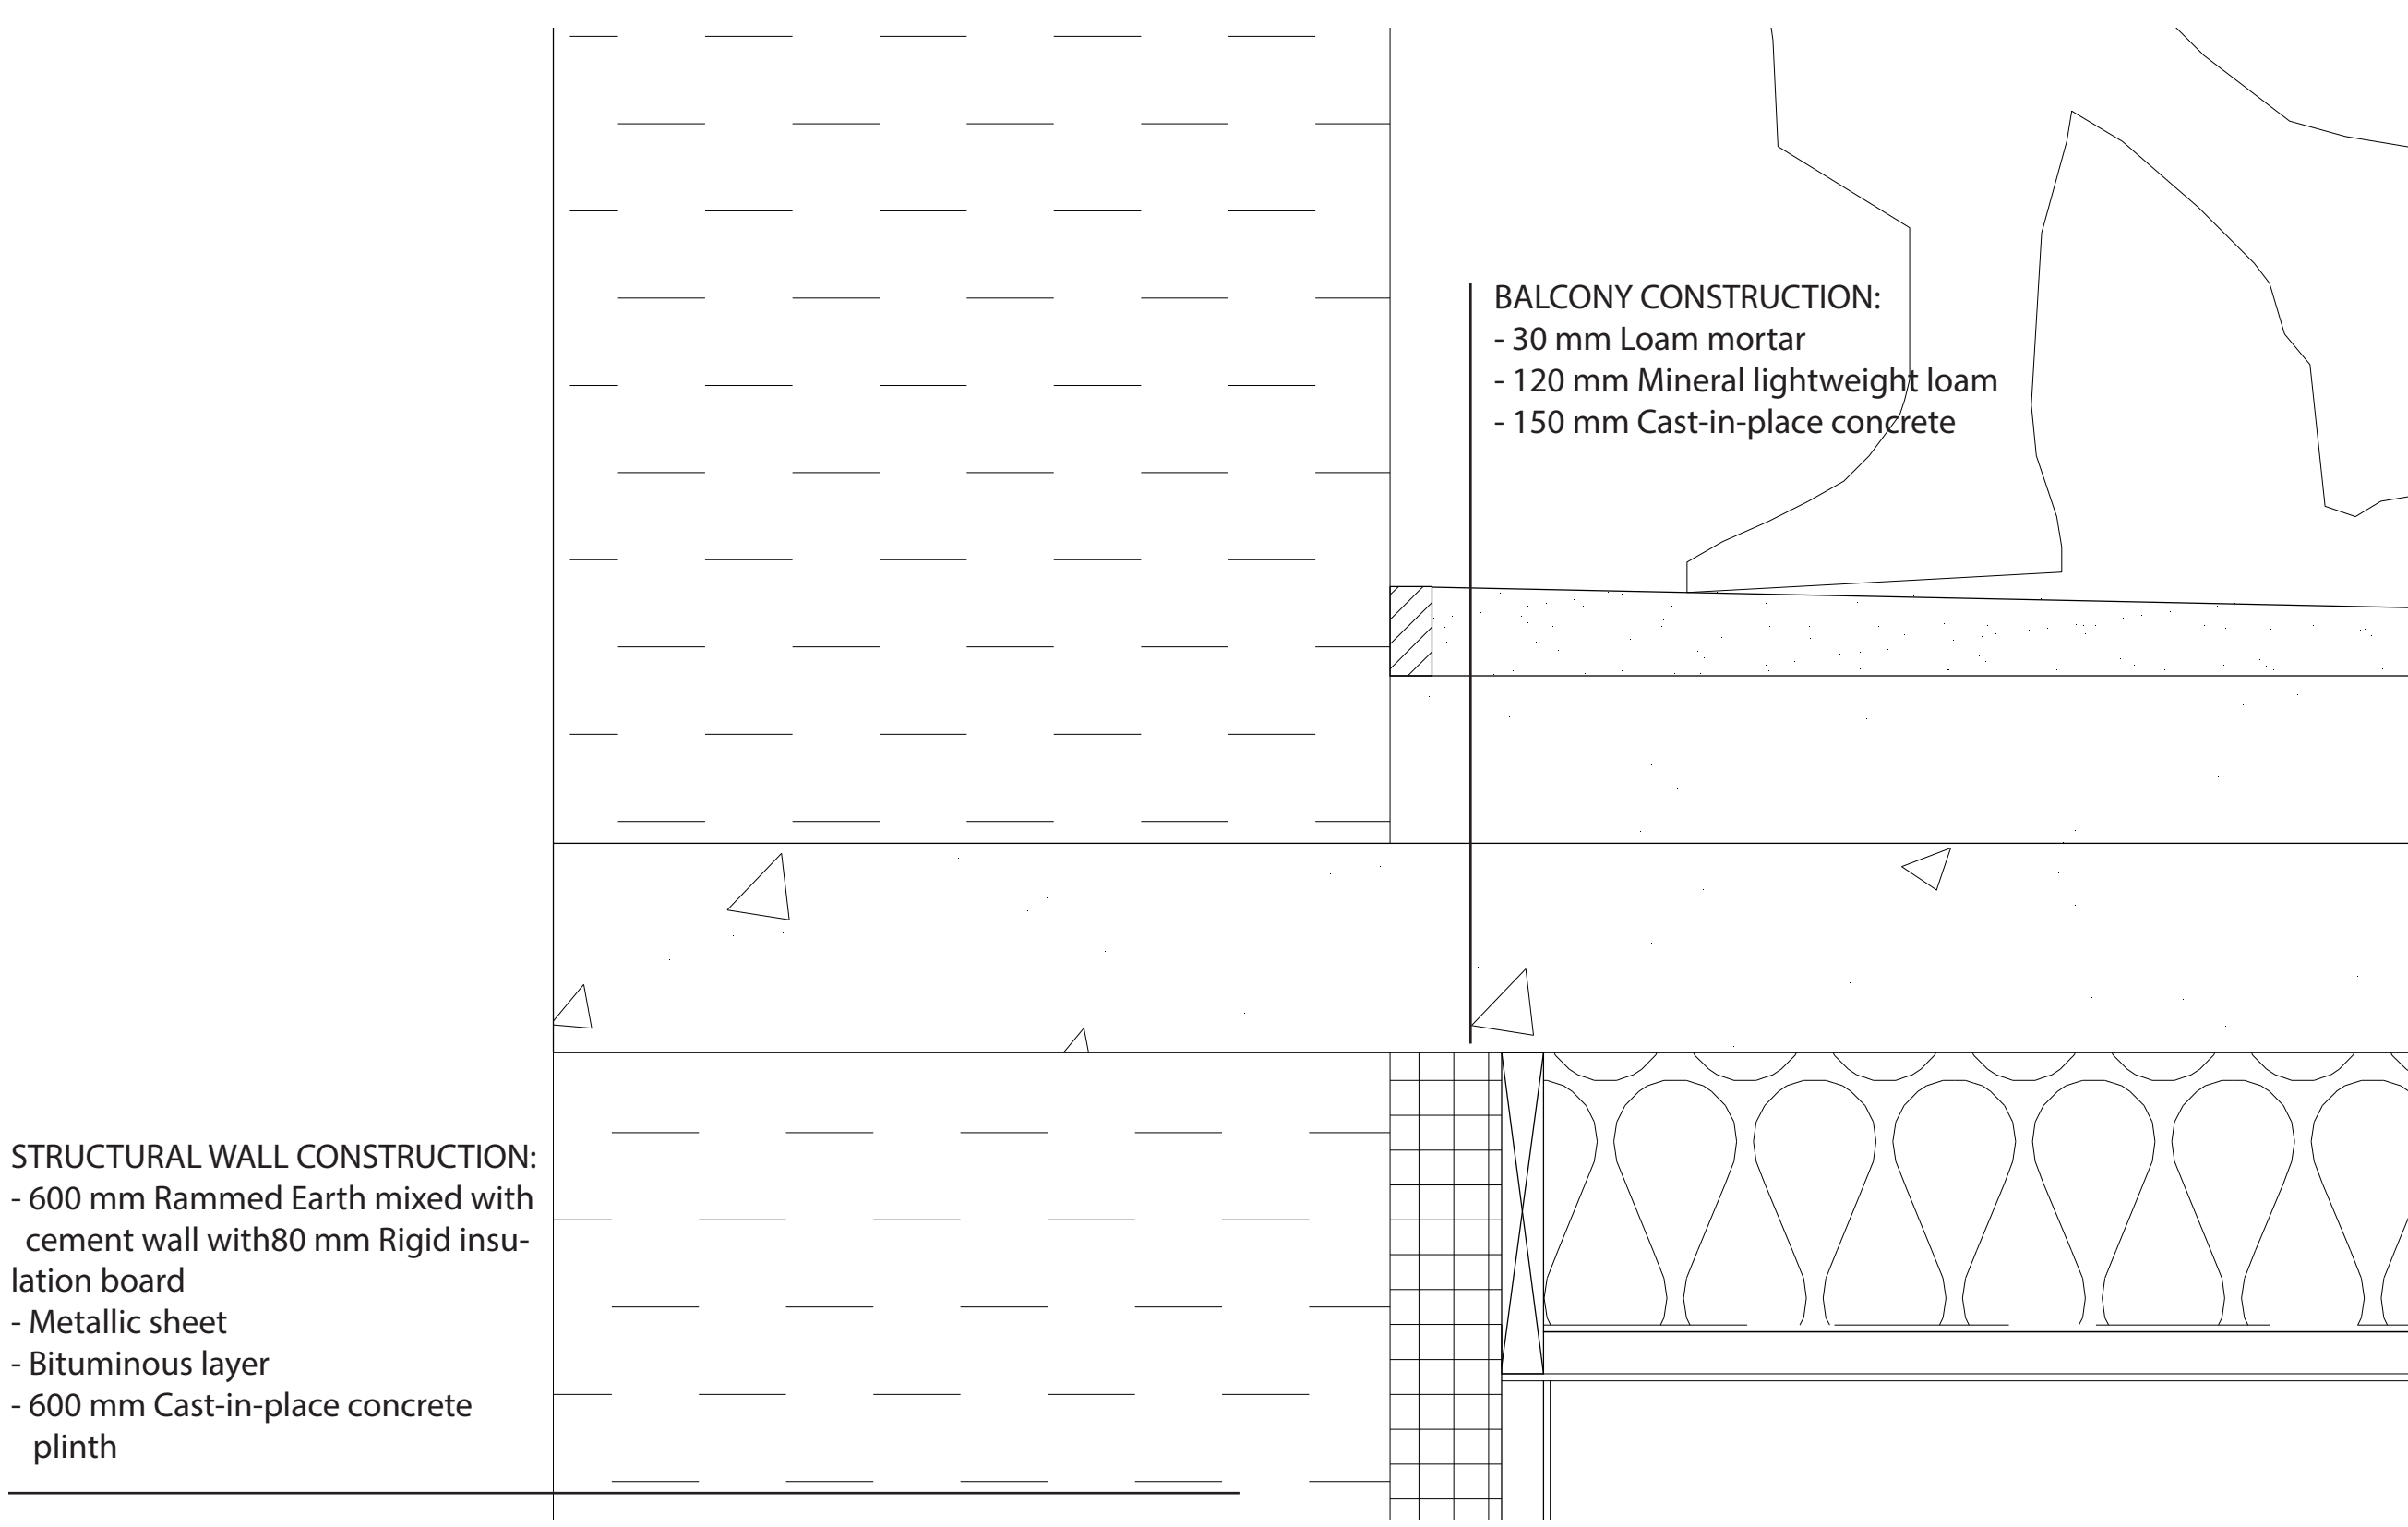 BALCONY CONSTRUCTION:
- 30 mm Loam mortar
- 120 mm Mineral lightweight loam
- 150 mm Cast-in-place concrete
STRUCTURAL WALL CONSTRUCTION:
- 600 mm Rammed Earth mixed with
cement wall with80 mm Rigid insu-
lation board
- Metallic sheet
- Bituminous layer
- 600 mm Cast-in-place concrete
plinth